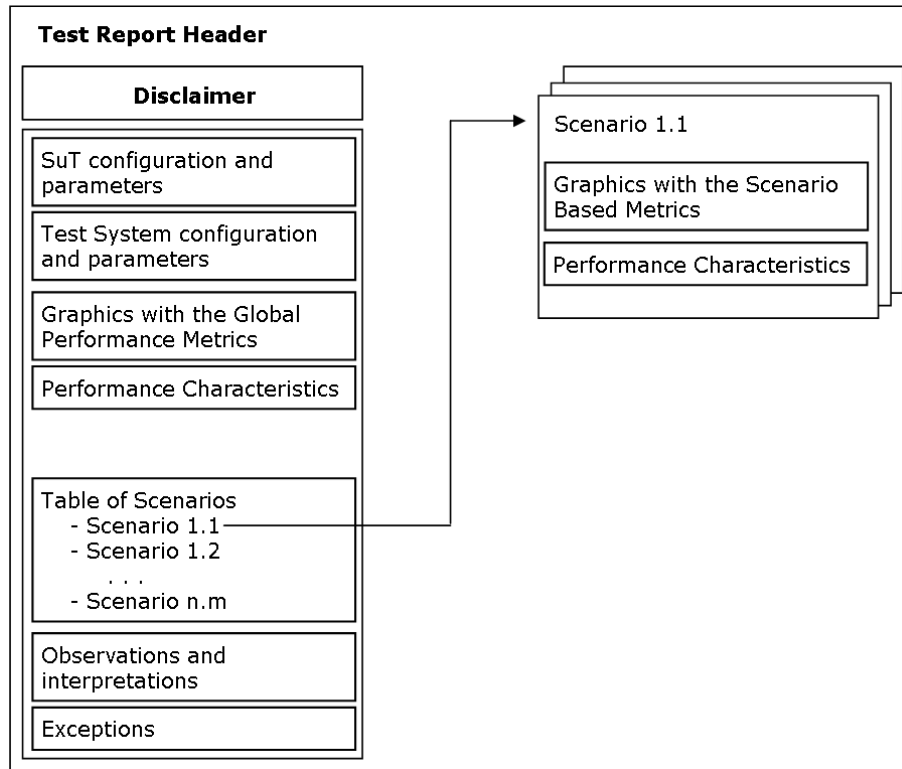 Test Report Header
Disclaimer
SuT configuration and
parameters
Test System configuration
and parameters
Graphics with the Global
Performance Metrics
Performance Characteristics
Table of Scenarios
- Scenario 1.1
- Scenario 1.2
. . .
- Scenario n.m
Observations and
interpretations
Exceptions
Scenario 1.1
Graphics with the Scenario
Based Metrics
Performance Characteristics